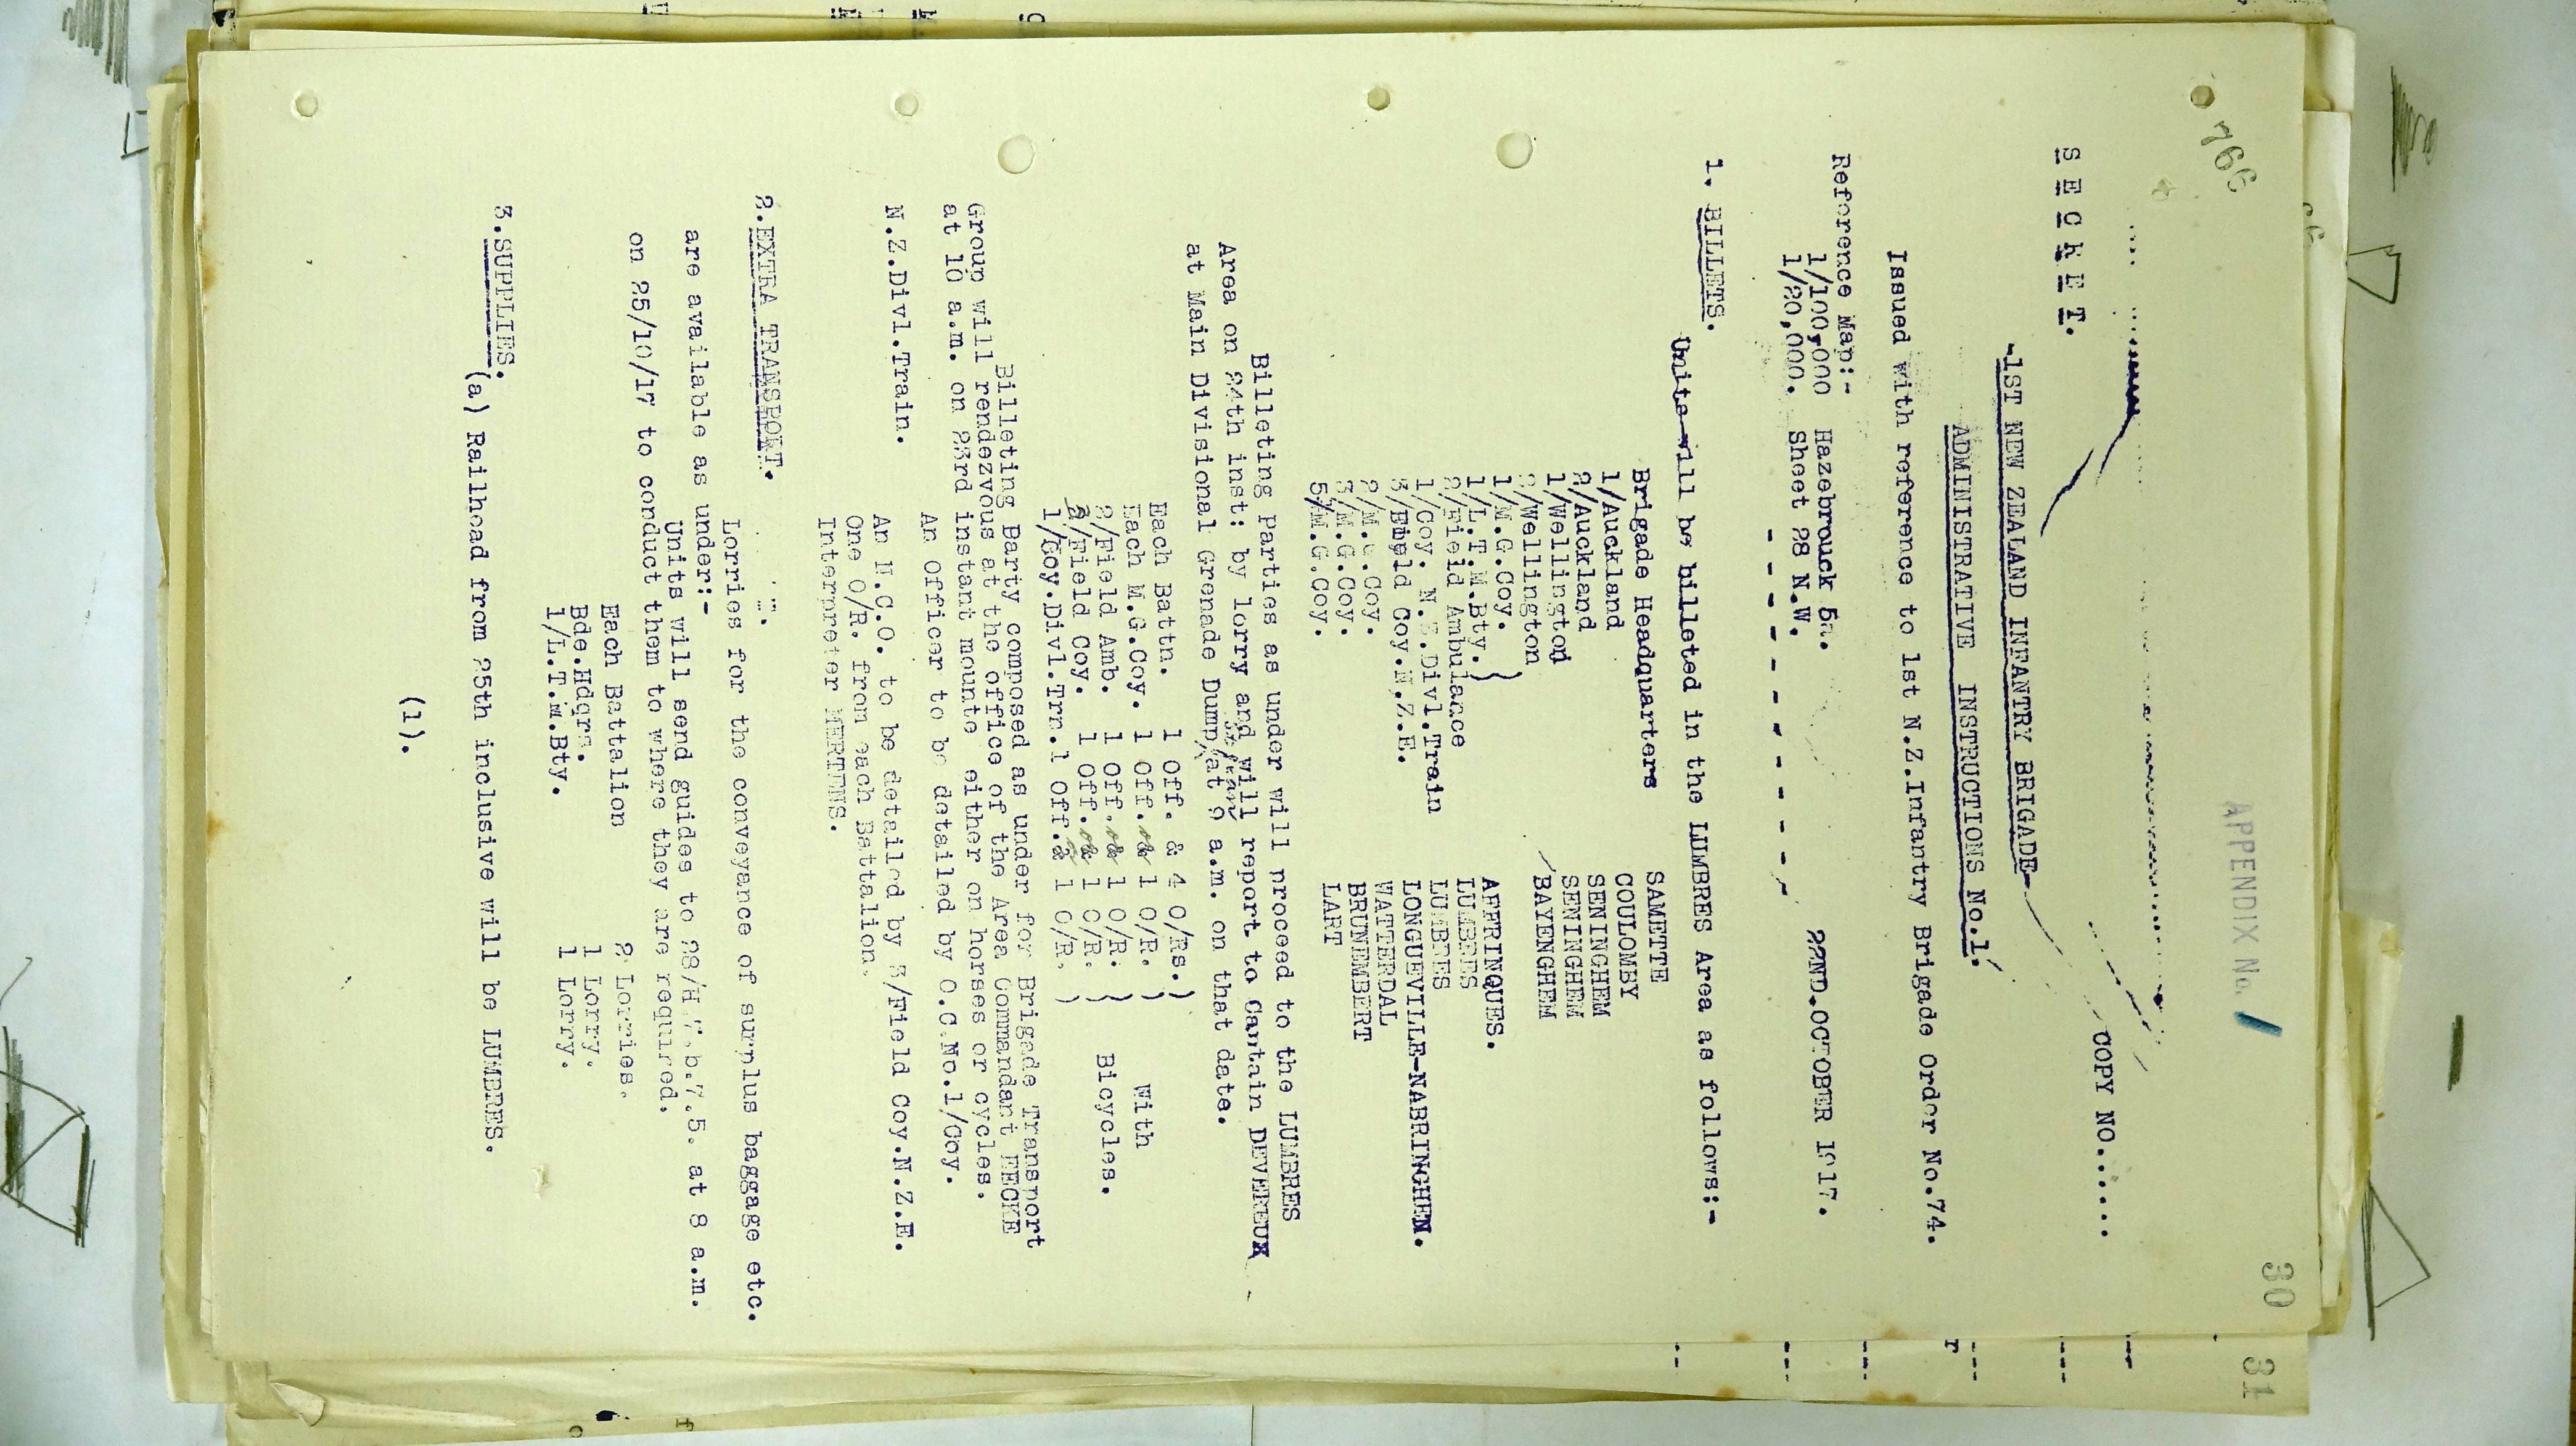 766
APPENDIX No. 1
30
31
COPY NO.......
S E C R E T.
1ST NEW ZEALAND INFANTRY BRIGADE
ADMINISTRATIVE INSTRUCTIONS No.1.
Issued with reference to 1st N.Z.Infantry Brigade Order No.74.
22ND.OCTOBER 1917.
Reference Map:-
1/100,000 Hazebrouck 5a.
1/20,000. Sheet 28 N.W.
1. BILLETS.
Units will be billeted in the LUMBRES Area as follows:-
Brigade Headquarters SAMETTE
1/Auckland COULOMBY
2/Auckland SENINGHEM
1/Wellington SENINGHEM
2/Wellington BAYENGHEM
1/M.G.Coy. )
1/L.T.M.Bty.) AFFRINQUES.
2/Field Ambulance LUMBRES
1/Coy. N.Z.Divl.Train LUMBRES
3/Field Coy.N.Z.E. LONGUEVILLE-NABRINGHEN.
2/M.G.Coy. WATTERDAL
3/M.G.Coy. BRUNEMBERT
5/M.G.Coy. LART
Billeting Parties as under will proceed to the LUMBRES
Area on 24th inst: by lorry and will report to Captain DEVEREUX
at Main Divisional Grenade Dump at 9 a.m. on that date.
Each Battn. 1 Off. & 4 O/Rs.)
Each M.G.Coy. 1 Off. or 1 O/R. ) With
2/Field Amb. 1 Off. or 1 O/R. )
3/Field Coy. 1 Off. or 1 O/R. ) Bicycles.
1/Coy.Divl.Trn. 1 Off. 1 O/R. )
Billeting Party composed as under for Brigade Transport
Group will rendezvous at the office of the Area Commandant EECKE
at 10 a.m. on 23rd instant mounted either on horses or cycles.
An Officer to be detailed by O.C.No.1/Coy.
N.Z.Divl.Train.
An N.C.O. to be detailed by 3/Field Coy.N.Z.E.
One O/R. from each Battalion.
Interpreter MERTENS.
2.EXTRA TRANSPORT.
Lorries for the conveyance of surplus baggage etc.
are available as under:-
Units will send guides to 28/H.7.b.7.5. at 8 a.m.
on 25/10/17 to conduct them to where they are required.
Each Battalion 2 Lorries.
Bde.Hdqrs. 1 Lorry.
1/L.T.M.Bty. 1 Lorry.
3.SUPPLIES.
(a) Railhead from 25th inclusive will be LUMBRES.
(1).